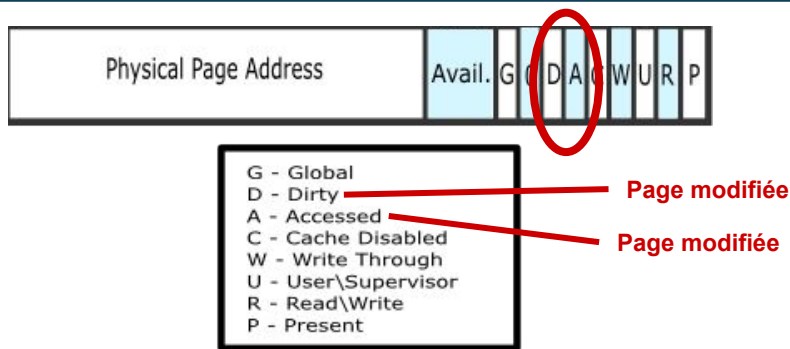 Physical Page Address Avail. G 0 D A C W U R P
G - Global
D - Dirty Page modifiée
A - Accessed Page modifiée
C - Cache Disabled
W - Write Through
U - User\Supervisor
R - Read\Write
P - Present